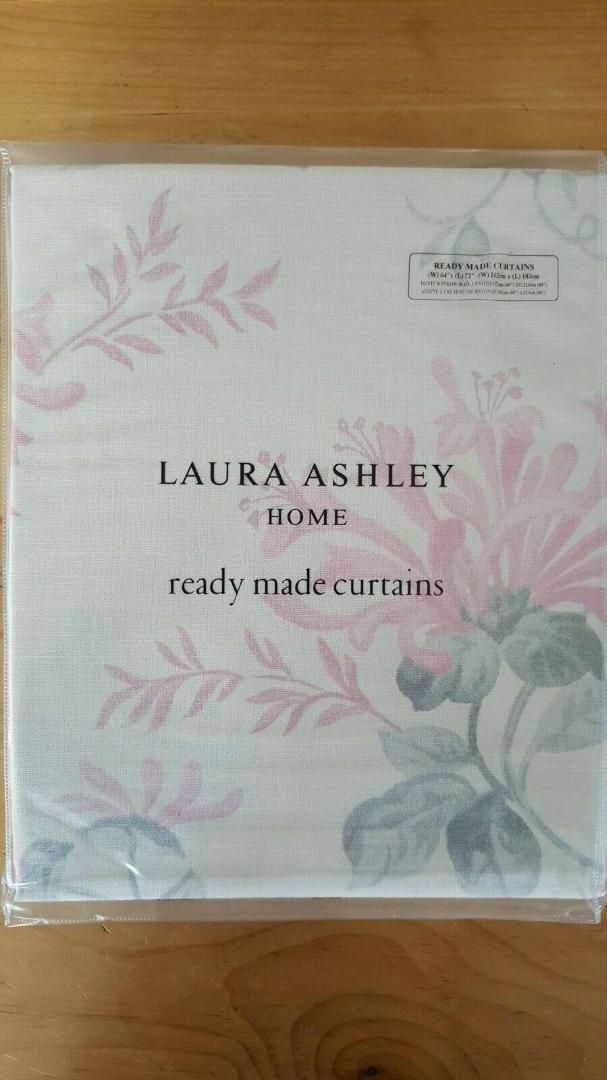 READY MADE CURTAINS
(W) 64" x (L) 72" (W) 162cm x (L) 183cm
LAURA ASHLEY
HOME
ready made curtains